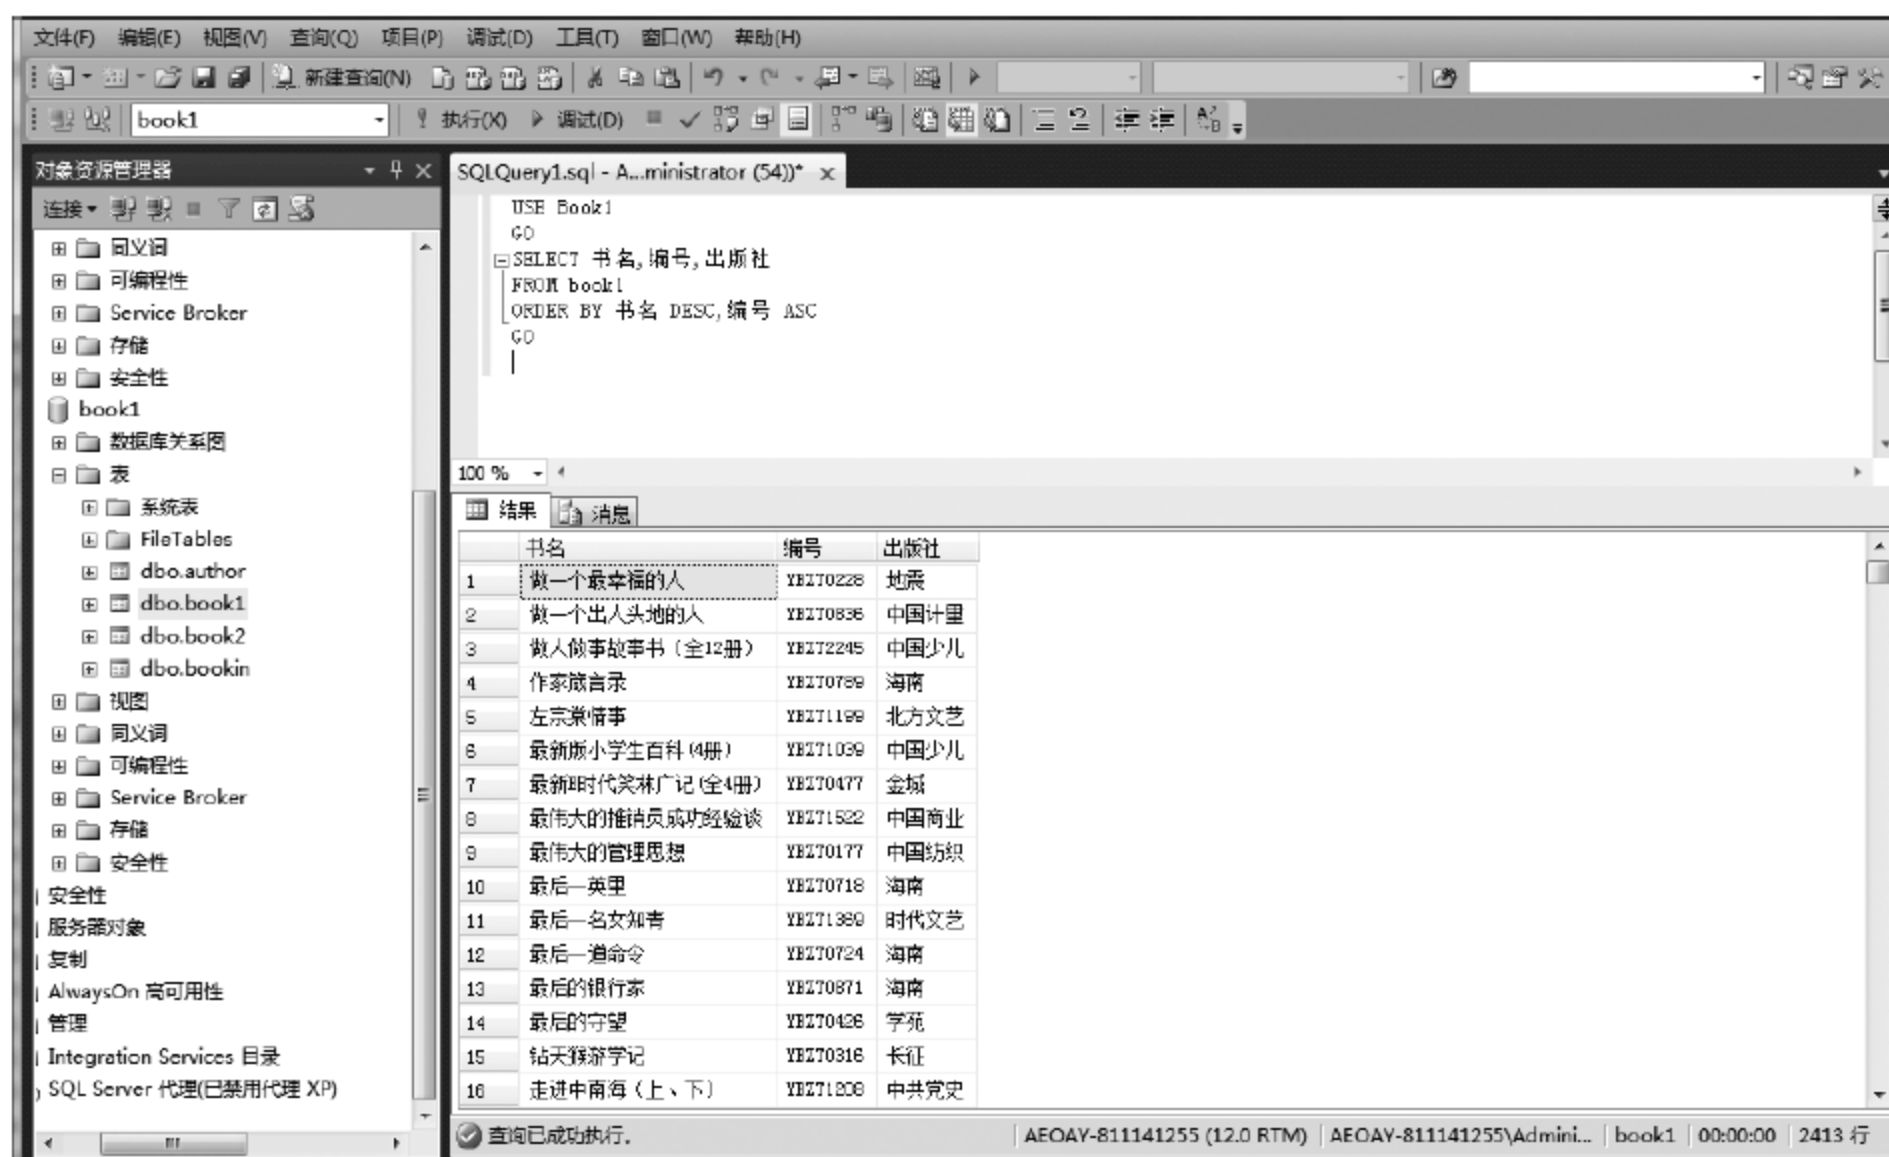 文件(F) 编辑(E) 视图(V) 查询(Q) 项目(P) 调试(D) 工具(T) 窗口(W) 帮助(H)
新建查询(N)
book1 执行(X) 调试(D)
对象资源管理器
连接
同义词
可编程性
Service Broker
存储
安全性
book1
数据库关系图
表
系统表
FileTables
dbo.author
dbo.book1
dbo.book2
dbo.bookin
视图
同义词
可编程性
Service Broker
存储
安全性
安全性
服务器对象
复制
AlwaysOn 高可用性
管理
Integration Services 目录
SQL Server 代理(已禁用代理 XP)
SQLQuery1.sql - A...ministrator (54))*
USE Book1
GO
SELECT 书名,编号,出版社
FROM book1
ORDER BY 书名 DESC,编号 ASC
GO
100 %
结果 消息
书名 编号 出版社
1 做一个最幸福的人 YBZT0228 地震
2 做一个出人头地的人 YBZT0836 中国计量
3 做人做事故事书（全12册） YBZT2245 中国少儿
4 作家箴言录 YBZT0789 海南
5 左宗棠情事 YBZT1199 北方文艺
6 最新版小学生百科(4册) YBZT1039 中国少儿
7 最新时代笑林广记(全4册) YBZT0477 金城
8 最伟大的推销员成功经验谈 YBZT1522 中国商业
9 最伟大的管理思想 YBZT0177 中国纺织
10 最后一英里 YBZT0718 海南
11 最后一名女知青 YBZT1389 时代文艺
12 最后一道命令 YBZT0724 海南
13 最后的银行家 YBZT0871 海南
14 最后的守望 YBZT0426 学苑
15 钻天猴游学记 YBZT0316 长征
16 走进中南海（上、下） YBZT1208 中共党史
查询已成功执行。 AEOAY-811141255 (12.0 RTM) AEOAY-811141255\Admini... book1 00:00:00 2413 行